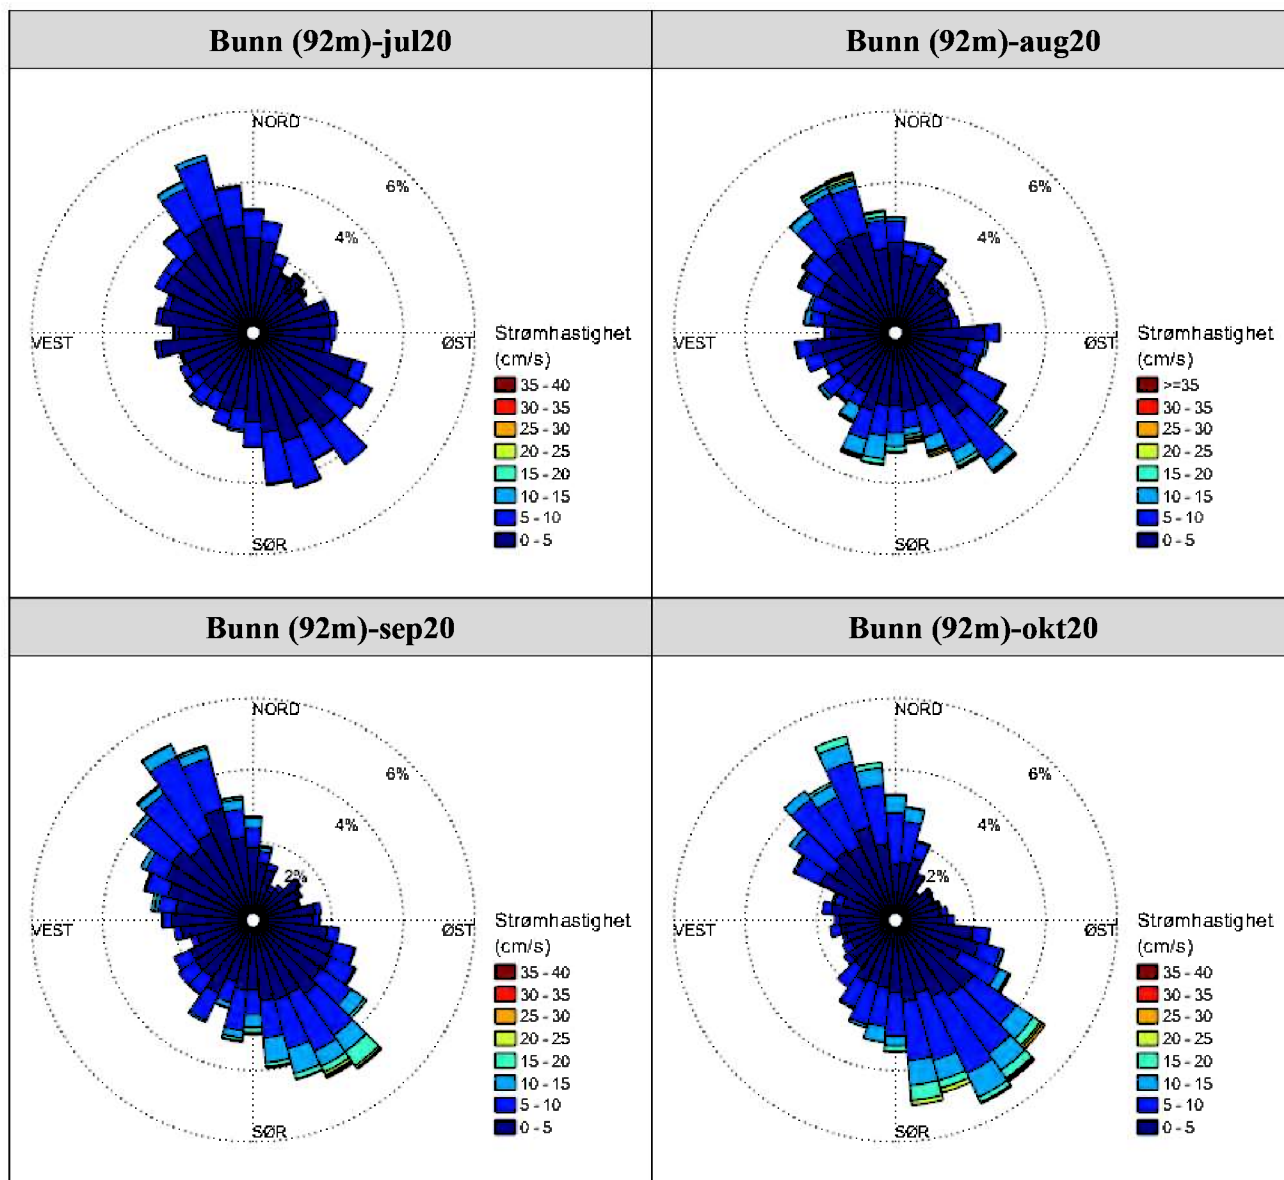 Bunn (92m)-jul20
NORD
6%
4%
VEST
ØST
SØR
Strømhastighet
(cm/s)
35 - 40
30 - 35
25 - 30
20 - 25
15 - 20
10 - 15
5 - 10
0 - 5
Bunn (92m)-aug20
NORD
6%
4%
VEST
ØST
SØR
Strømhastighet
(cm/s)
>=35
30 - 35
25 - 30
20 - 25
15 - 20
10 - 15
5 - 10
0 - 5
Bunn (92m)-sep20
NORD
6%
4%
2%
VEST
ØST
SØR
Strømhastighet
(cm/s)
35 - 40
30 - 35
25 - 30
20 - 25
15 - 20
10 - 15
5 - 10
0 - 5
Bunn (92m)-okt20
NORD
6%
4%
2%
VEST
ØST
SØR
Strømhastighet
(cm/s)
35 - 40
30 - 35
25 - 30
20 - 25
15 - 20
10 - 15
5 - 10
0 - 5